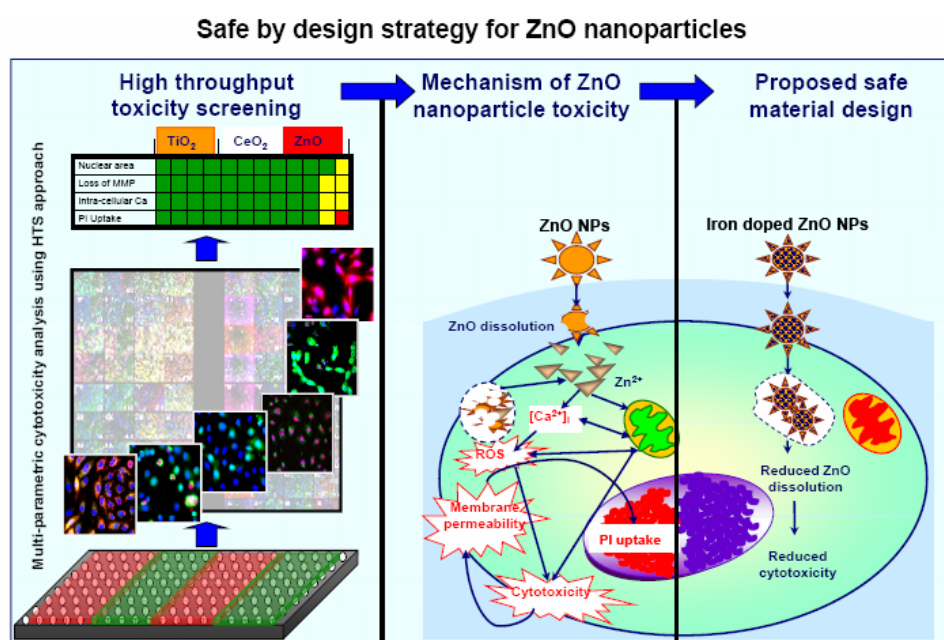 Safe by design strategy for ZnO nanoparticles
High throughput
toxicity screening
Mechanism of ZnO
nanoparticle toxicity
Proposed safe
material design
Multi-parametric cytotoxicity analysis using HTS approach
TiO₂
CeO₂
ZnO
Nuclear area
Loss of MMP
Intra-cellular Ca
PI Uptake
ZnO NPs
ZnO dissolution
Zn²⁺
[Ca²⁺]ᵢ
ROS
Membrane
permeability
PI uptake
Cytotoxicity
Iron doped ZnO NPs
Reduced ZnO
dissolution
Reduced
cytotoxicity